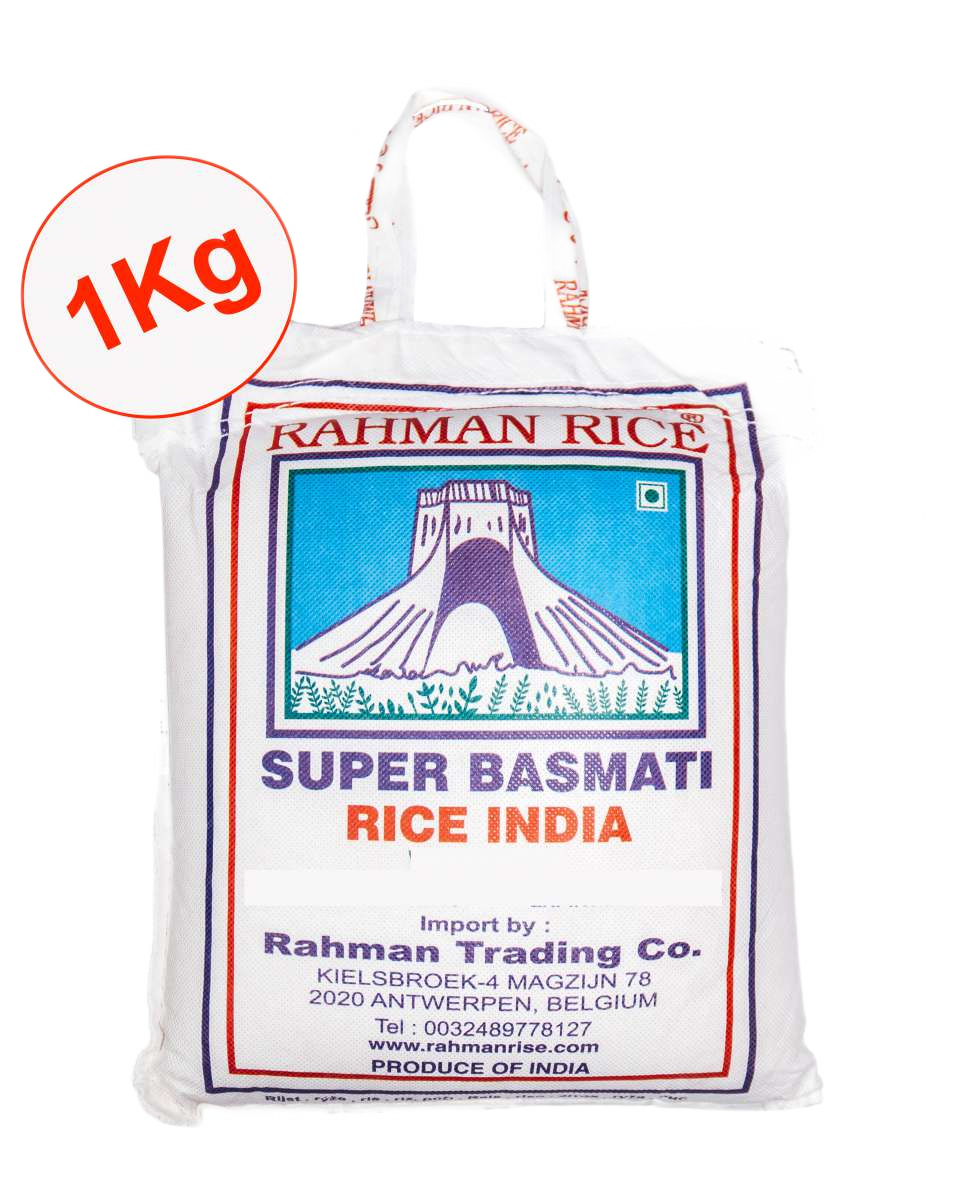 1Kg
RAHMAN RICE®
SUPER BASMATI
RICE INDIA
Import by :
Rahman Trading Co.
KIELSBROEK-4 MAGZIJN 78
2020 ANTWERPEN, BELGIUM
Tel : 0032489778127
www.rahmanrise.com
PRODUCE OF INDIA